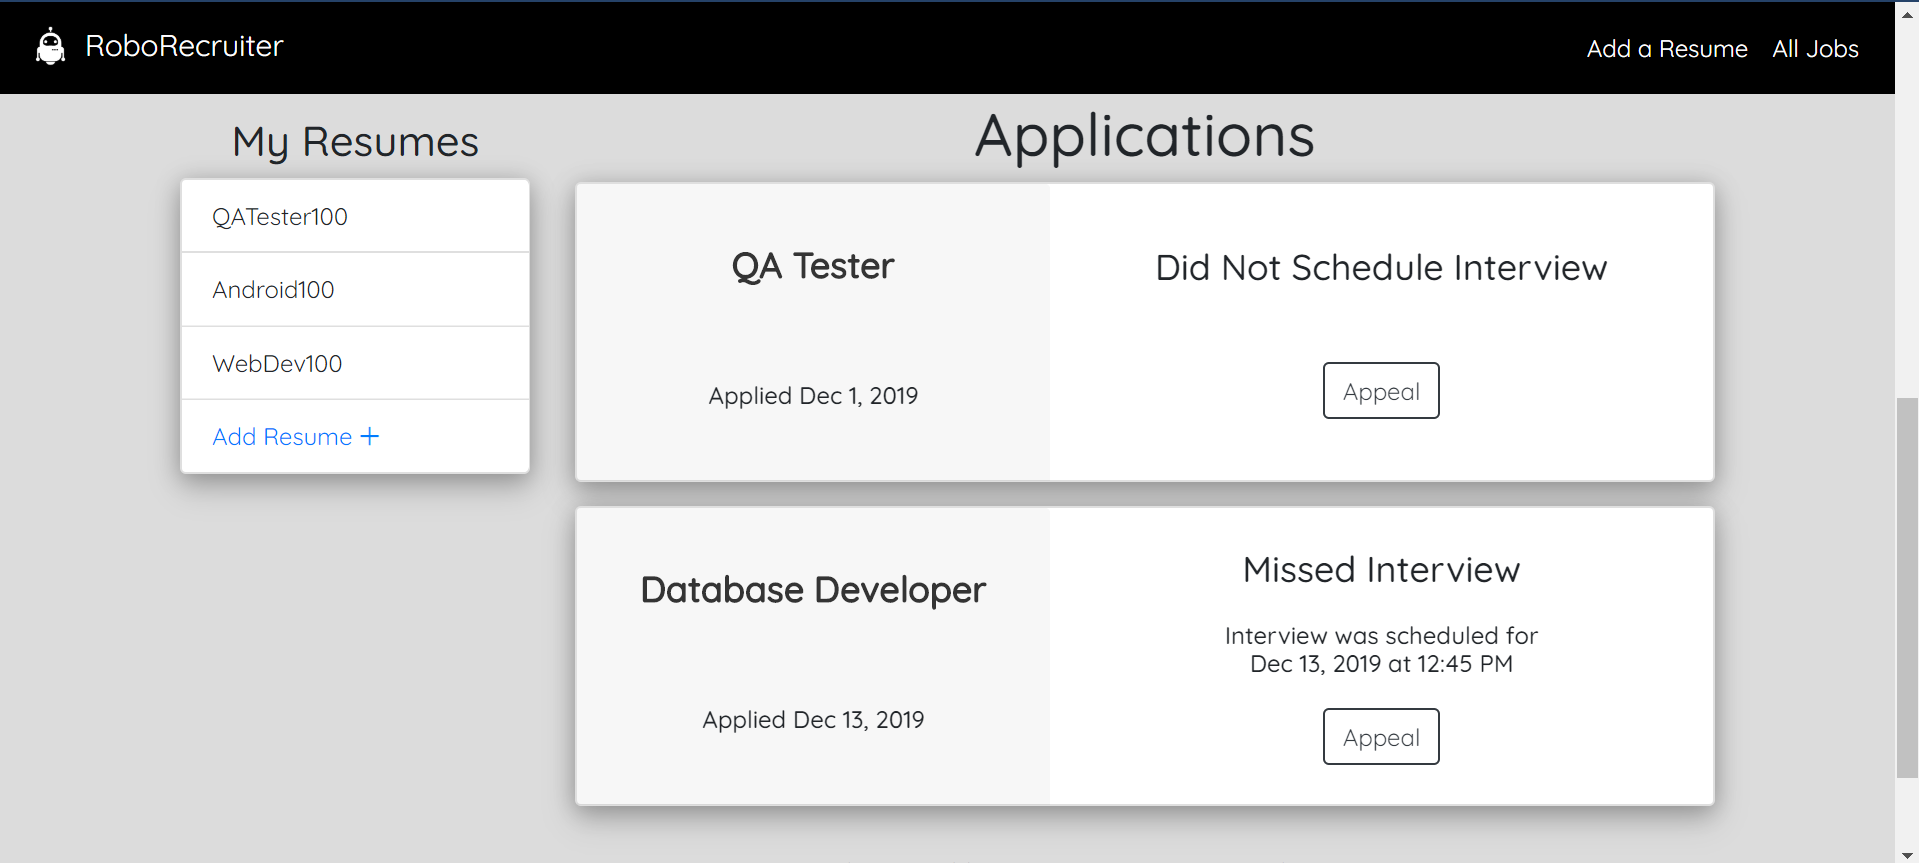 RoboRecruiter
Add a Resume
All Jobs
My Resumes
QATester100
Android100
WebDev100
Add Resume +
Applications
QA Tester
Applied Dec 1, 2019
Did Not Schedule Interview
Appeal
Database Developer
Applied Dec 13, 2019
Missed Interview
Interview was scheduled for
Dec 13, 2019 at 12:45 PM
Appeal